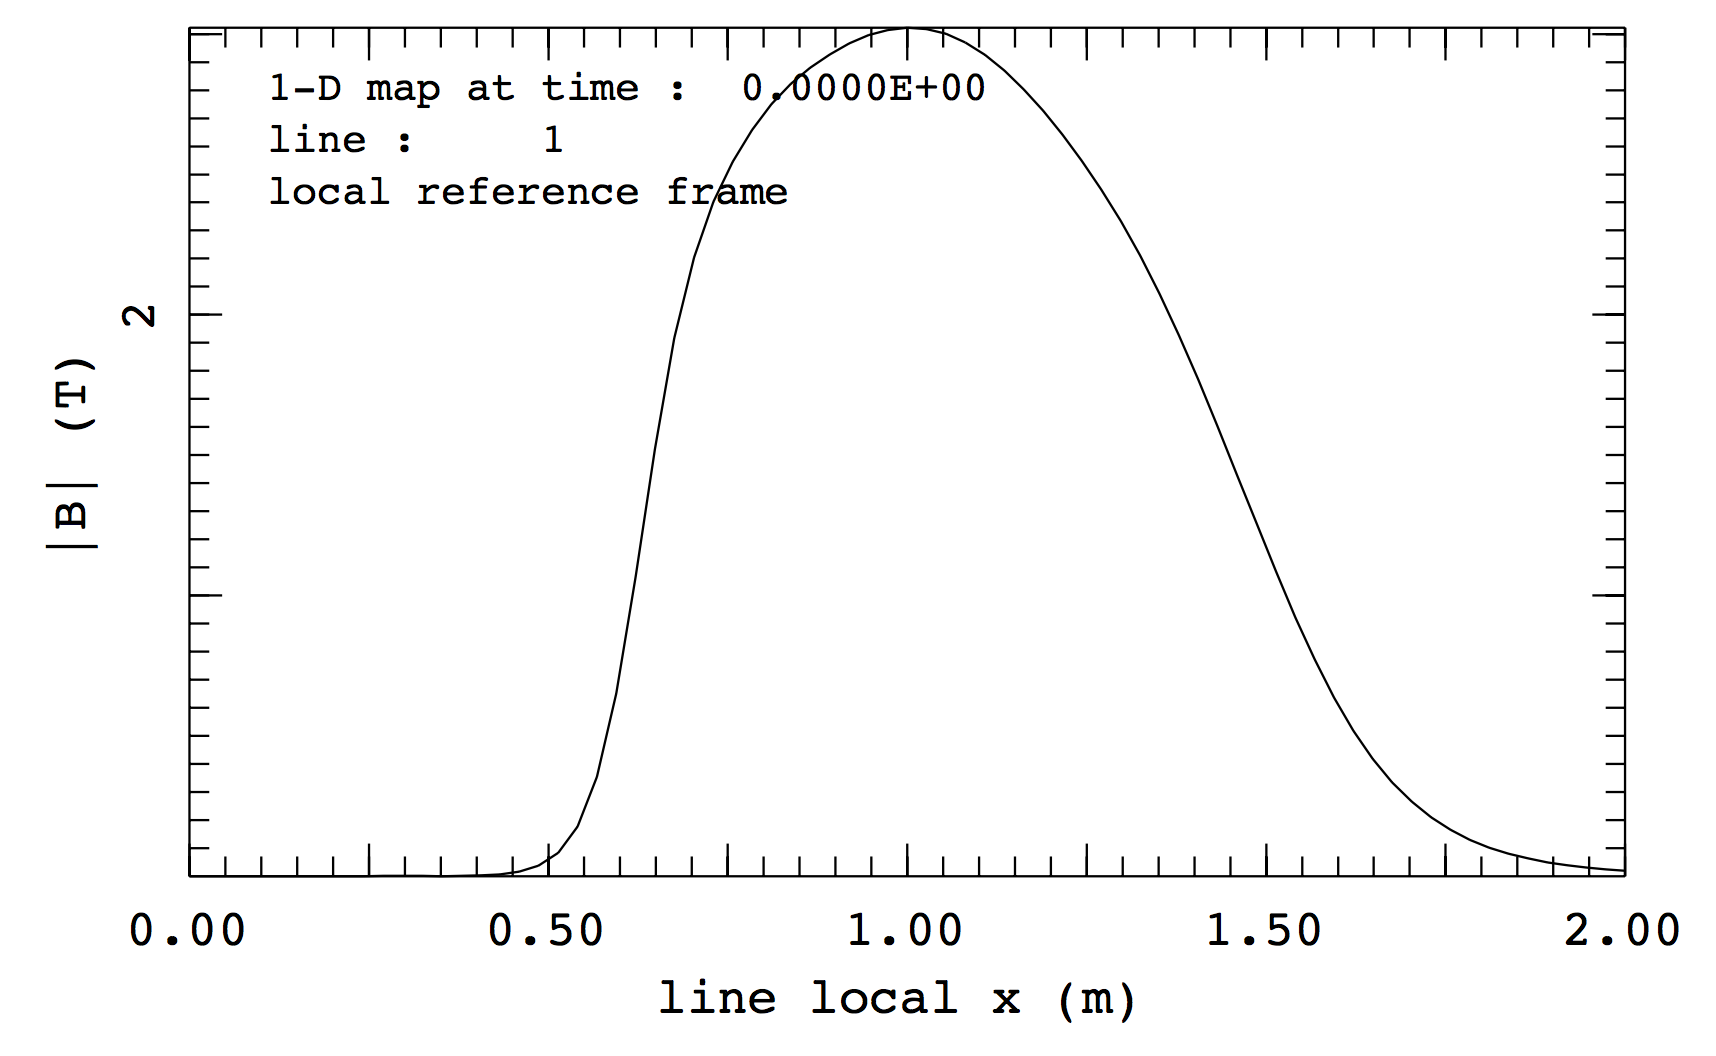 1-D map at time :  0.0000E+00
line :     1
local reference frame
2
|B| (T)
0.00 0.50 1.00 1.50 2.00
line local x (m)